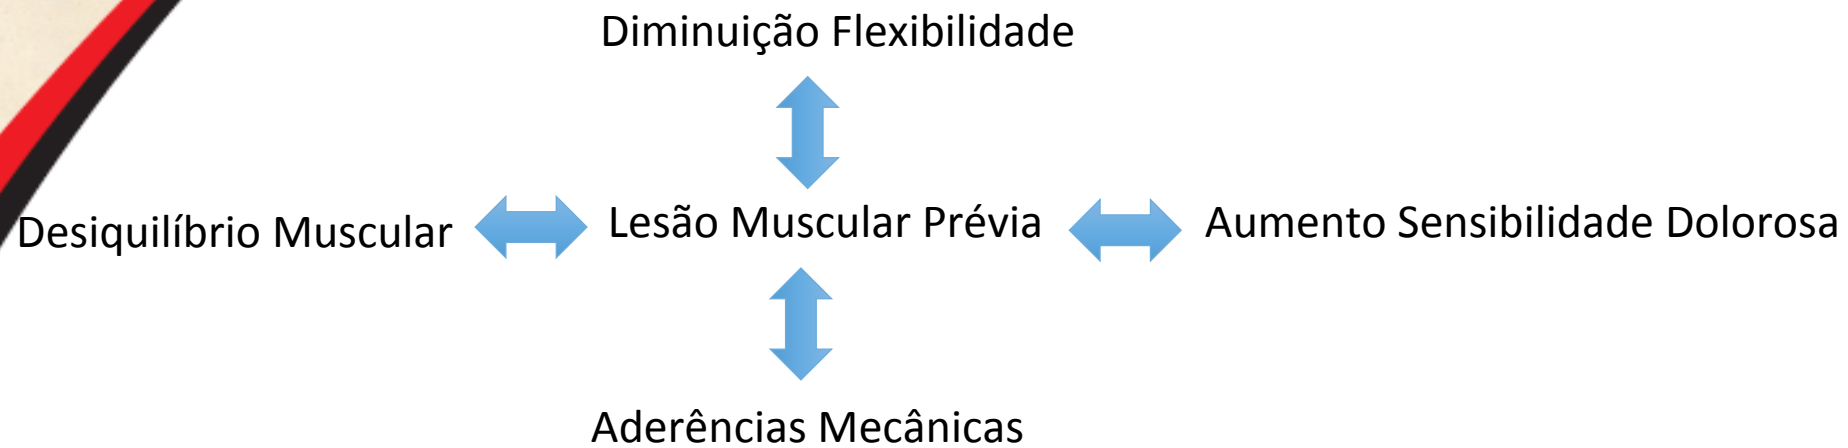 Diminuição Flexibilidade
Desiquilíbrio Muscular
Lesão Muscular Prévia
Aumento Sensibilidade Dolorosa
Aderências Mecânicas